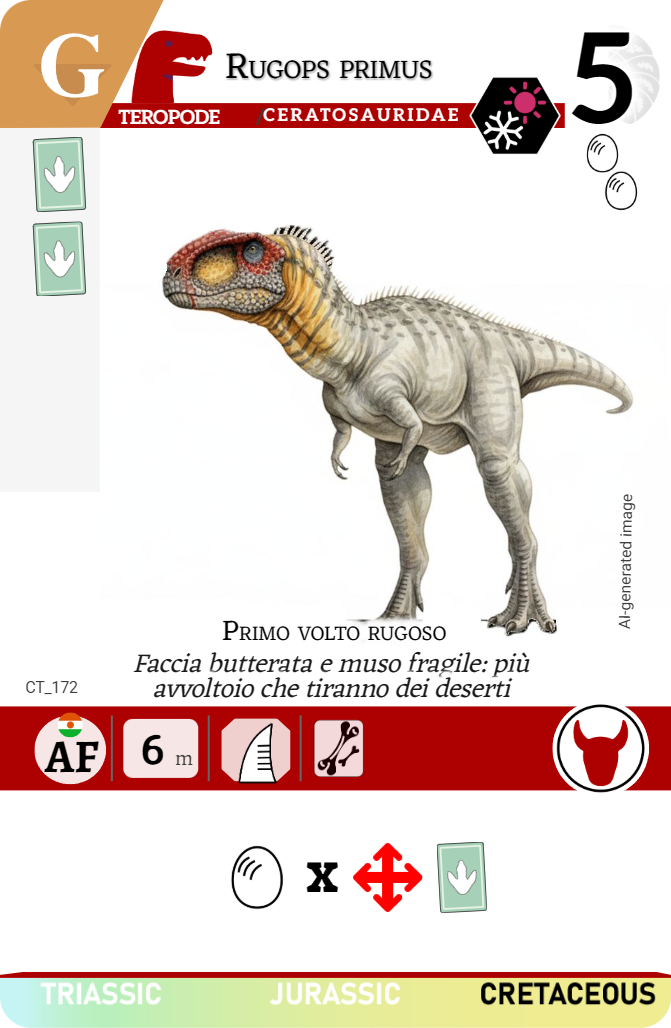 G
RUGOPS PRIMUS
5
TEROPODE
/CERATOSAURIDAE
AI-generated image
PRIMO VOLTO RUGOSO
Faccia butterata e muso fragile: più
avvoltoio che tiranno dei deserti
CT_172
AF
6 m
x
TRIASSIC JURASSIC CRETACEOUS